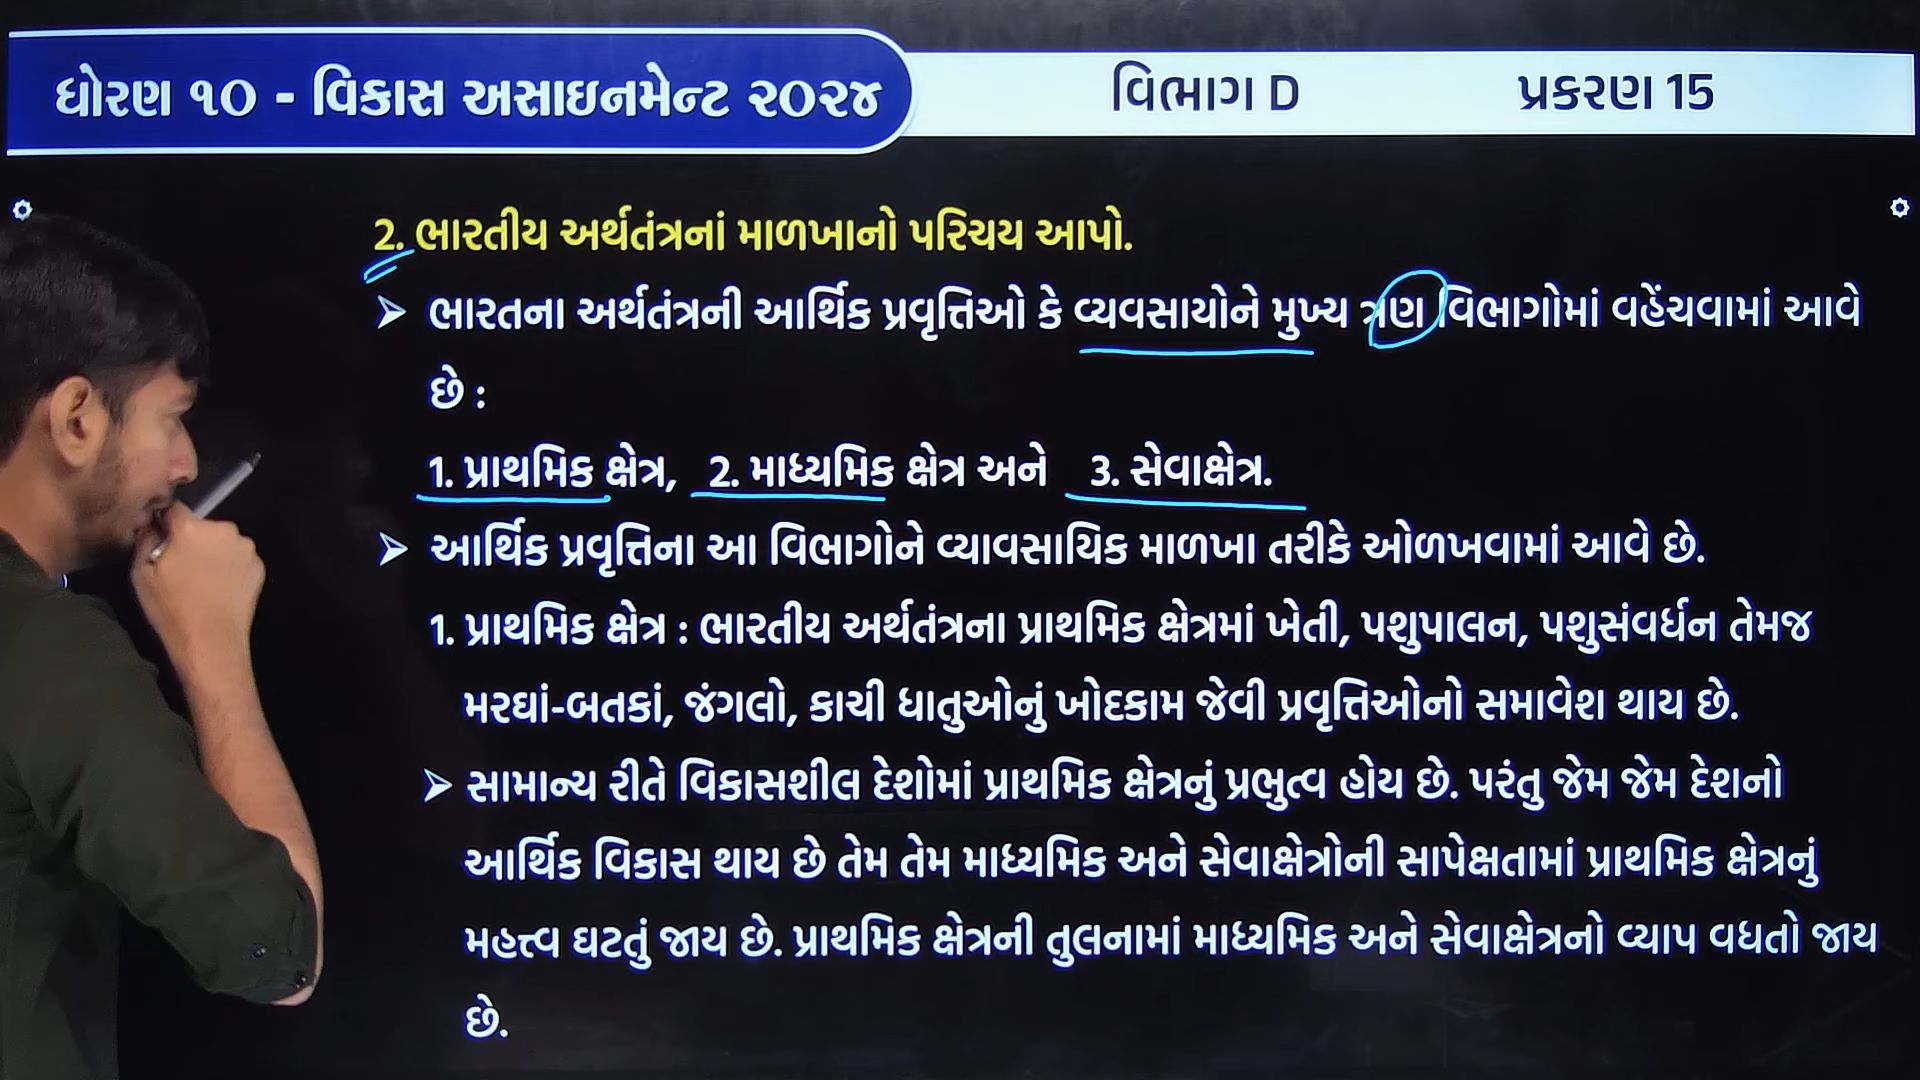 ધોરણ ૧૦ - વિકાસ અસાઇનમેન્ટ ૨૦૨૪
વિભાગ D
પ્રકરણ 15
2. ભારતીય અર્થતંત્રનાં માળખાનો પરિચય આપો.
➢ ભારતના અર્થતંત્રની આર્થિક પ્રવૃત્તિઓ કે વ્યવસાયોને મુખ્ય ત્રણ વિભાગોમાં વહેંચવામાં આવે
છે :
1. પ્રાથમિક ક્ષેત્ર, 2. માધ્યમિક ક્ષેત્ર અને 3. સેવાક્ષેત્ર.
➢ આર્થિક પ્રવૃત્તિના આ વિભાગોને વ્યાવસાયિક માળખા તરીકે ઓળખવામાં આવે છે.
1. પ્રાથમિક ક્ષેત્ર : ભારતીય અર્થતંત્રના પ્રાથમિક ક્ષેત્રમાં ખેતી, પશુપાલન, પશુસંવર્ધન તેમજ
મરઘાં-બતકાં, જંગલો, કાચી ધાતુઓનું ખોદકામ જેવી પ્રવૃત્તિઓનો સમાવેશ થાય છે.
➢ સામાન્ય રીતે વિકાસશીલ દેશોમાં પ્રાથમિક ક્ષેત્રનું પ્રભુત્વ હોય છે. પરંતુ જેમ જેમ દેશનો
આર્થિક વિકાસ થાય છે તેમ તેમ માધ્યમિક અને સેવાક્ષેત્રોની સાપેક્ષતામાં પ્રાથમિક ક્ષેત્રનું
મહત્ત્વ ઘટતું જાય છે. પ્રાથમિક ક્ષેત્રની તુલનામાં માધ્યમિક અને સેવાક્ષેત્રનો વ્યાપ વધતો જાય
છે.